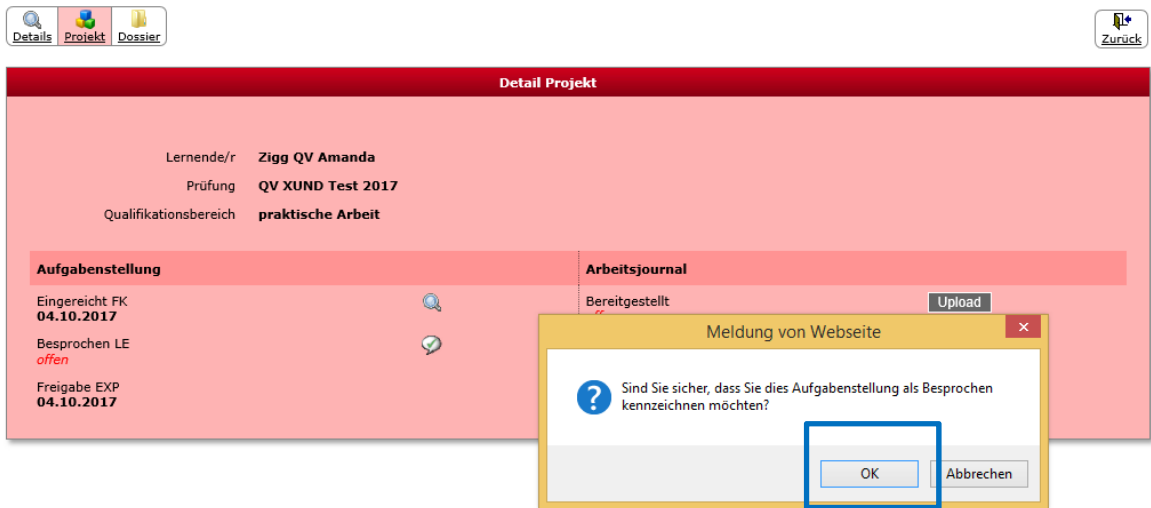 Details Projekt Dossier
Zurück
Detail Projekt
Lernende/r Zigg QV Amanda
Prüfung QV XUND Test 2017
Qualifikationsbereich praktische Arbeit
Aufgabenstellung
Eingereicht FK
04.10.2017
Besprochen LE
offen
Freigabe EXP
04.10.2017
Arbeitsjournal
Bereitgestellt
Upload
Meldung von Webseite
Sind Sie sicher, dass Sie dies Aufgabenstellung als Besprochen
kennzeichnen möchten?
OK Abbrechen